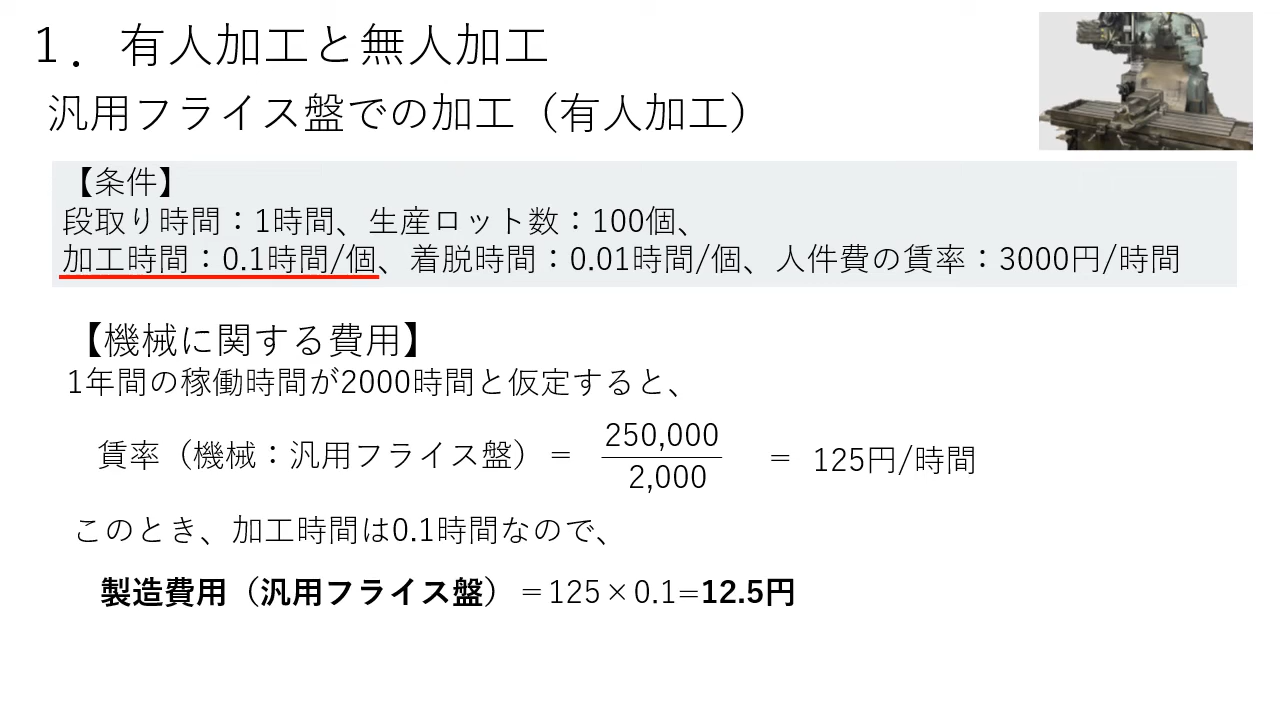 1．有人加工と無人加工
汎用フライス盤での加工（有人加工）
【条件】
段取り時間：1時間、生産ロット数：100個、
加工時間：0.1時間/個、着脱時間：0.01時間/個、人件費の賃率：3000円/時間
【機械に関する費用】
1年間の稼働時間が2000時間と仮定すると、
賃率（機械：汎用フライス盤）＝ 250,000 / 2,000 ＝ 125円/時間
このとき、加工時間は0.1時間なので、
製造費用（汎用フライス盤）＝125×0.1=12.5円